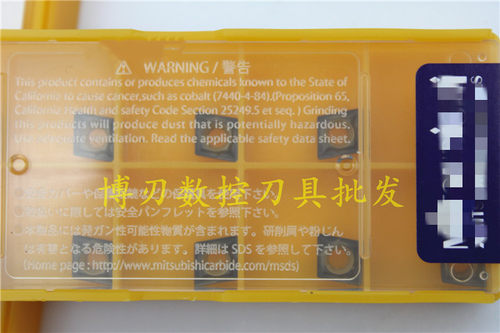 ⚠ WARNING / 警告
This product contains or produces chemicals known to the State of
California to cause cancer, such as cobalt (7440-4-84).(Proposition 65,
California health and safety Code Section 25249.5 et seq. ) Grinding
this products will produce dust that is potentially hazardous.
Read the applicable safety data sheet.
博刃数控刀具批发
は安全パンフレットを参照下さい。
本製品には発ガン性可能性物質が含まれます。研削屑や粉じん
は有害となる危険性があります。詳細は SDS を参照して下さい。
(Home page : http://www.mitsubishicarbide.com/msds)